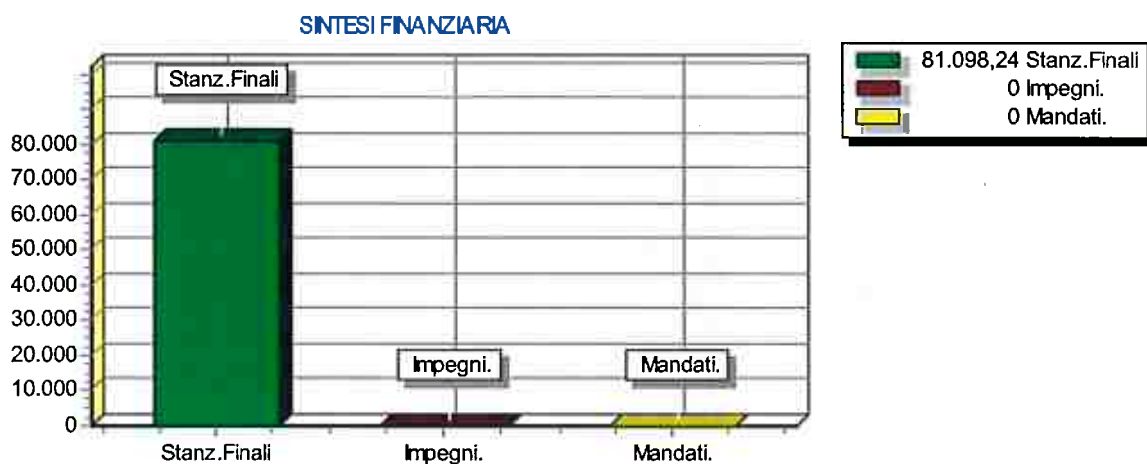 SINTESI FINANZIARIA
81.098,24 Stanz.Finali
0 Impegni.
0 Mandati.
Stanz.Finali
Impegni.
Mandati.
80.000
70.000
60.000
50.000
40.000
30.000
20.000
10.000
0
Stanz.Finali
Impegni.
Mandati.